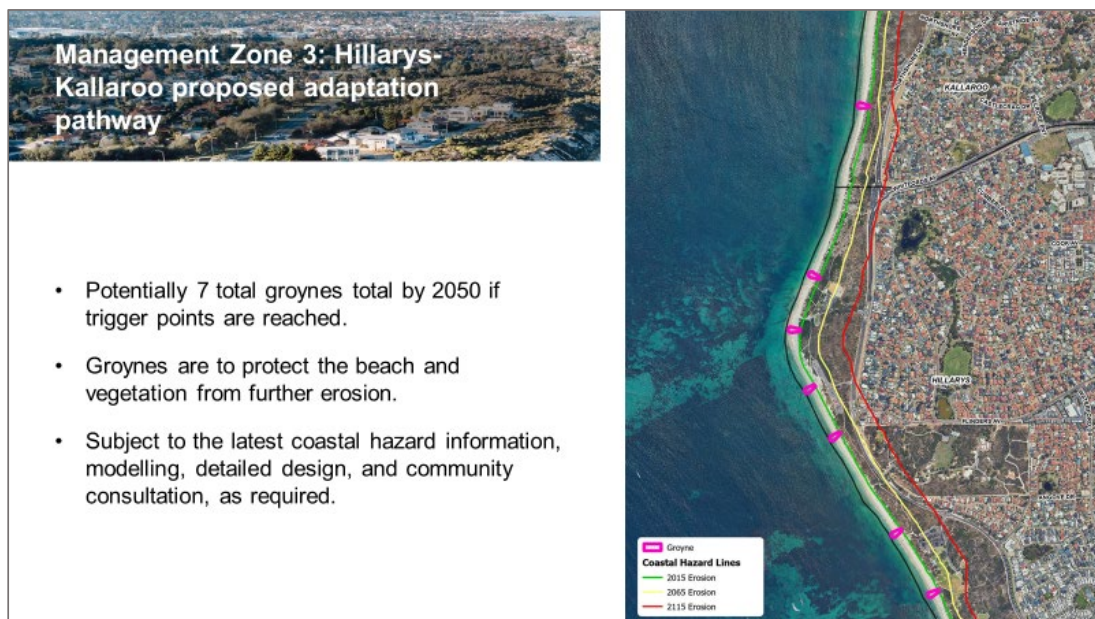 Management Zone 3: Hillarys-
Kallaroo proposed adaptation
pathway
• Potentially 7 total groynes total by 2050 if
trigger points are reached.
• Groynes are to protect the beach and
vegetation from further erosion.
• Subject to the latest coastal hazard information,
modelling, detailed design, and community
consultation, as required.
KALLAROO
HILLARYS
FLINDERS AV
Groyne
Coastal Hazard Lines
2015 Erosion
2065 Erosion
2115 Erosion